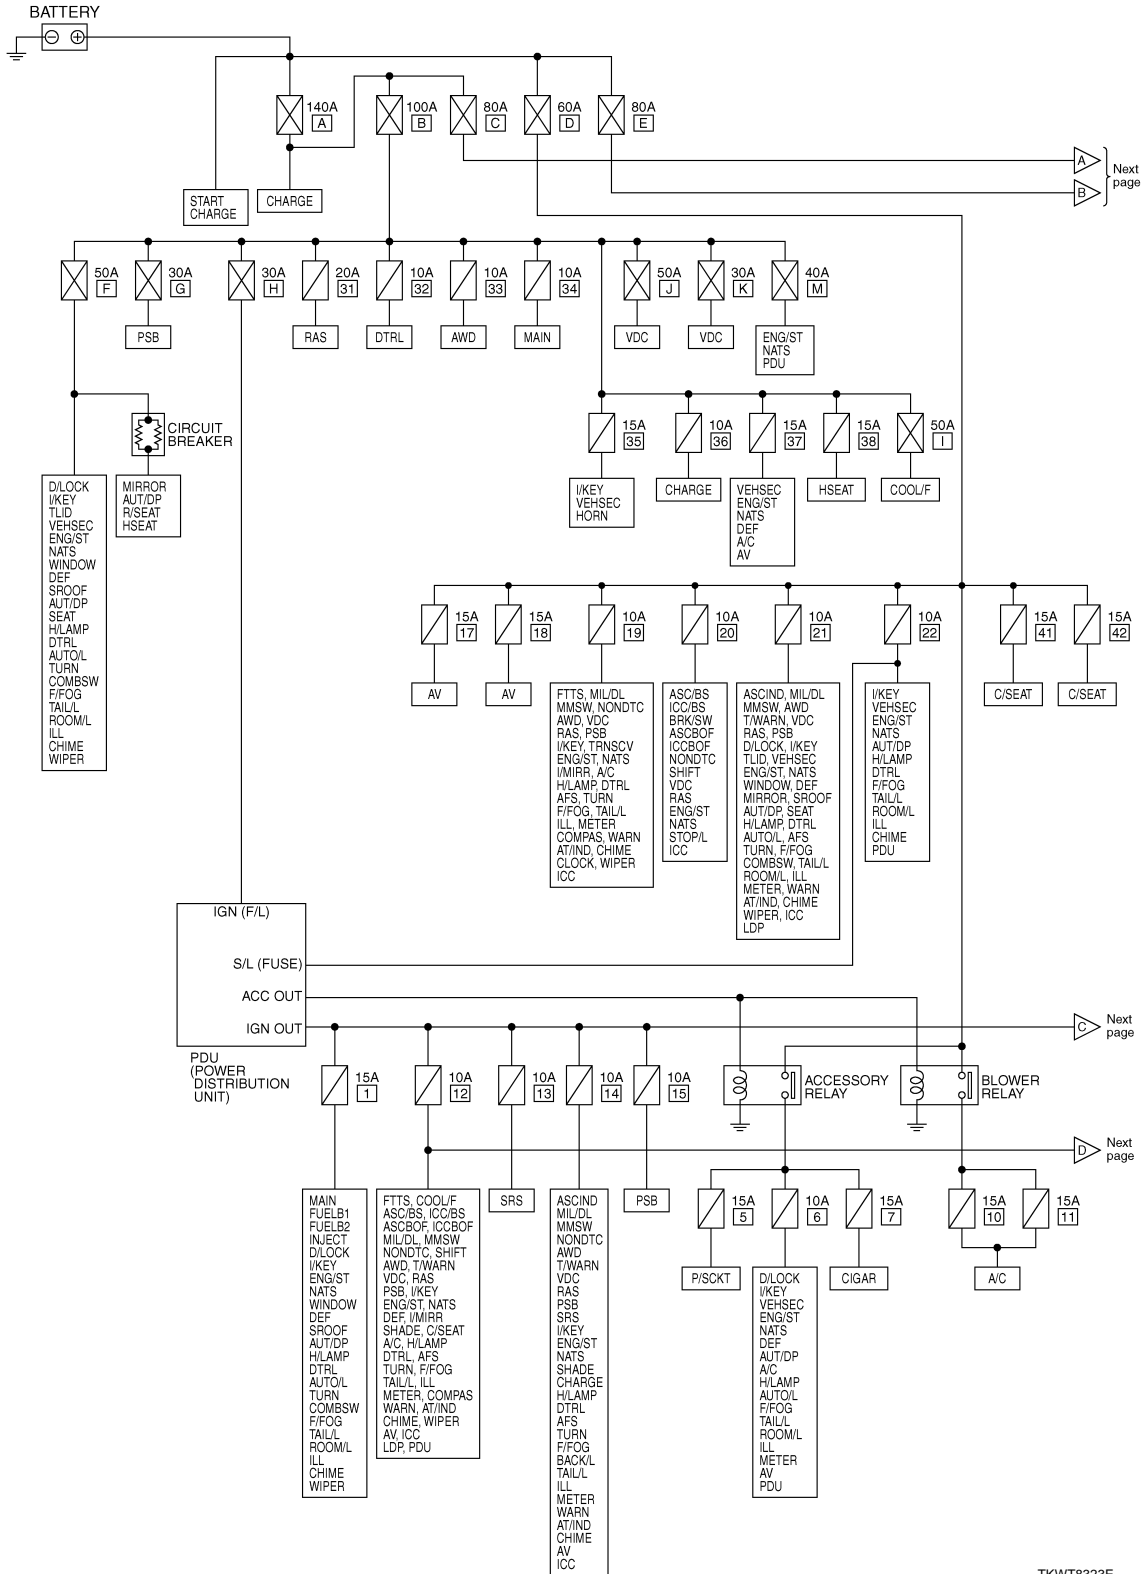 BATTERY
140A
A
100A
B
80A
C
60A
D
80A
E
A
B
Next
page
START
CHARGE
CHARGE
50A
F
30A
G
30A
H
20A
31
10A
32
10A
33
10A
34
50A
J
30A
K
40A
M
PSB
RAS
DTRL
AWD
MAIN
VDC
VDC
ENG/ST
NATS
PDU
CIRCUIT
BREAKER
15A
35
10A
36
15A
37
15A
38
50A
I
D/LOCK
I/KEY
TLID
VEHSEC
ENG/ST
NATS
WINDOW
DEF
SROOF
AUT/DP
SEAT
H/LAMP
DTRL
AUTO/L
TURN
COMBSW
F/FOG
TAIL/L
ROOM/L
ILL
CHIME
WIPER
MIRROR
AUT/DP
R/SEAT
HSEAT
I/KEY
VEHSEC
HORN
CHARGE
VEHSEC
ENG/ST
NATS
DEF
A/C
AV
HSEAT
COOL/F
15A
17
15A
18
10A
19
10A
20
10A
21
10A
22
15A
41
15A
42
AV
AV
FTTS, MIL/DL
MMSW, NONDTC
AWD, VDC
RAS, PSB
I/KEY, TRNSCV
ENG/ST, NATS
I/MIRR, A/C
H/LAMP, DTRL
AFS, TURN
F/FOG, TAIL/L
ILL, METER
COMPAS, WARN
AT/IND, CHIME
CLOCK, WIPER
ICC
ASC/BS
ICC/BS
BRK/SW
ASCBOF
ICCBOF
NONDTC
SHIFT
VDC
RAS
ENG/ST
NATS
STOP/L
ICC
ASCIND, MIL/DL
MMSW, AWD
T/WARN, VDC
RAS, PSB
D/LOCK, I/KEY
TLID, VEHSEC
ENG/ST, NATS
WINDOW, DEF
MIRROR, SROOF
AUT/DP, SEAT
H/LAMP, DTRL
AUTO/L, AFS
TURN, F/FOG
COMBSW, TAIL/L
ROOM/L, ILL
METER, WARN
AT/IND, CHIME
WIPER, ICC
LDP
I/KEY
VEHSEC
ENG/ST
NATS
AUT/DP
H/LAMP
DTRL
F/FOG
TAIL/L
ROOM/L
ILL
CHIME
PDU
C/SEAT
C/SEAT
IGN (F/L)
S/L (FUSE)
ACC OUT
IGN OUT
PDU
(POWER
DISTRIBUTION
UNIT)
C
Next
page
15A
1
10A
12
10A
13
10A
14
10A
15
ACCESSORY
RELAY
BLOWER
RELAY
D
Next
page
15A
5
10A
6
15A
7
15A
10
15A
11
MAIN
FUELB1
FUELB2
INJECT
D/LOCK
I/KEY
ENG/ST
NATS
WINDOW
DEF
SROOF
AUT/DP
H/LAMP
DTRL
AUTO/L
TURN
COMBSW
F/FOG
TAIL/L
ROOM/L
ILL
CHIME
WIPER
FTTS, COOL/F
ASC/BS, ICC/BS
ASCBOF, ICCBOF
MIL/DL, MMSW
NONDTC, SHIFT
AWD, T/WARN
VDC, RAS
PSB, I/KEY
ENG/ST, NATS
DEF, I/MIRR
SHADE, C/SEAT
A/C, H/LAMP
DTRL, AFS
TURN, F/FOG
TAIL/L, ILL
METER, COMPAS
WARN, AT/IND
CHIME, WIPER
AV, ICC
LDP, PDU
SRS
ASCIND
MIL/DL
MMSW
NONDTC
AWD
T/WARN
VDC
RAS
PSB
SRS
I/KEY
ENG/ST
NATS
SHADE
CHARGE
H/LAMP
DTRL
AFS
TURN
F/FOG
BACK/L
TAIL/L
ILL
METER
WARN
AT/IND
CHIME
AV
ICC
PSB
P/SCKT
D/LOCK
I/KEY
VEHSEC
ENG/ST
NATS
DEF
AUT/DP
A/C
H/LAMP
AUTO/L
F/FOG
TAIL/L
ROOM/L
ILL
METER
AV
PDU
CIGAR
A/C